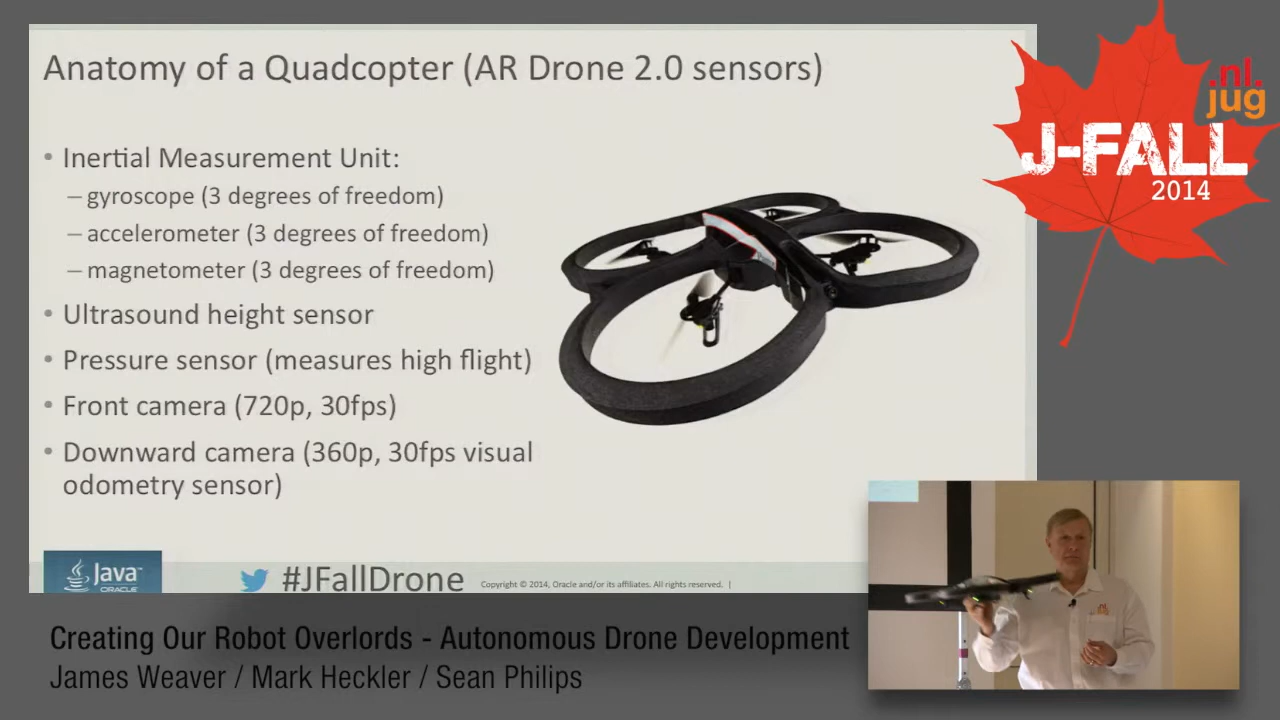 Anatomy of a Quadcopter (AR Drone 2.0 sensors)
• Inertial Measurement Unit:
– gyroscope (3 degrees of freedom)
– accelerometer (3 degrees of freedom)
– magnetometer (3 degrees of freedom)
• Ultrasound height sensor
• Pressure sensor (measures high flight)
• Front camera (720p, 30fps)
• Downward camera (360p, 30fps visual
odometry sensor)
Java™
ORACLE
#JFallDrone
Copyright © 2014, Oracle and/or its affiliates. All rights reserved. |
.nl.
jug
J-FALL
2014
Creating Our Robot Overlords - Autonomous Drone Development
James Weaver / Mark Heckler / Sean Philips